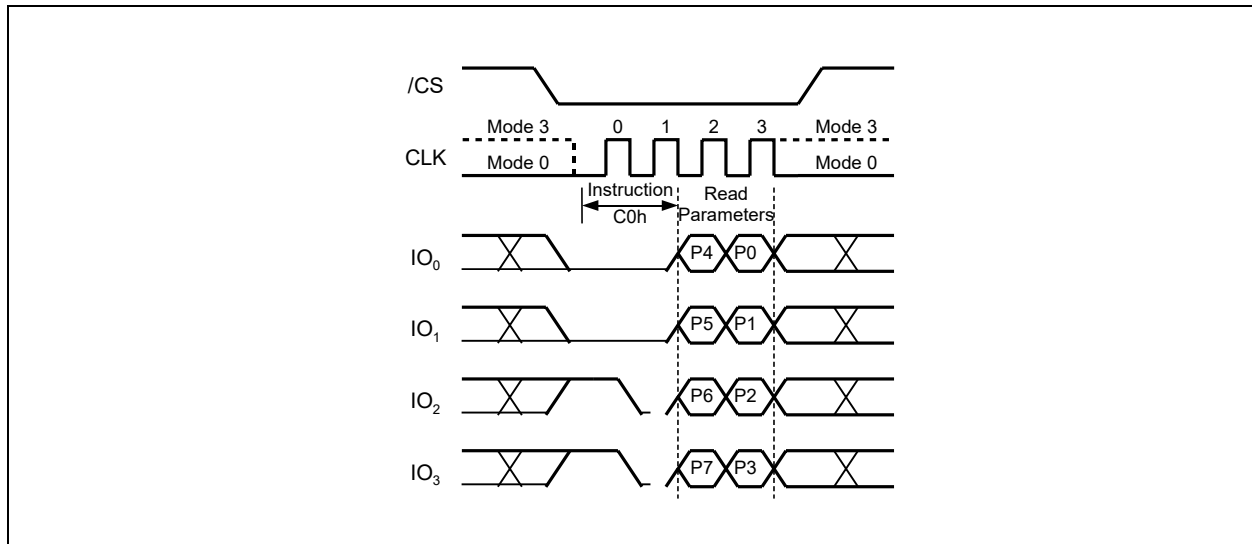 /CS
Mode 3 0 1 2 3 Mode 3
CLK
Mode 0 Mode 0
Instruction Read
C0h Parameters
IO₀ P4 P0
IO₁ P5 P1
IO₂ P6 P2
IO₃ P7 P3